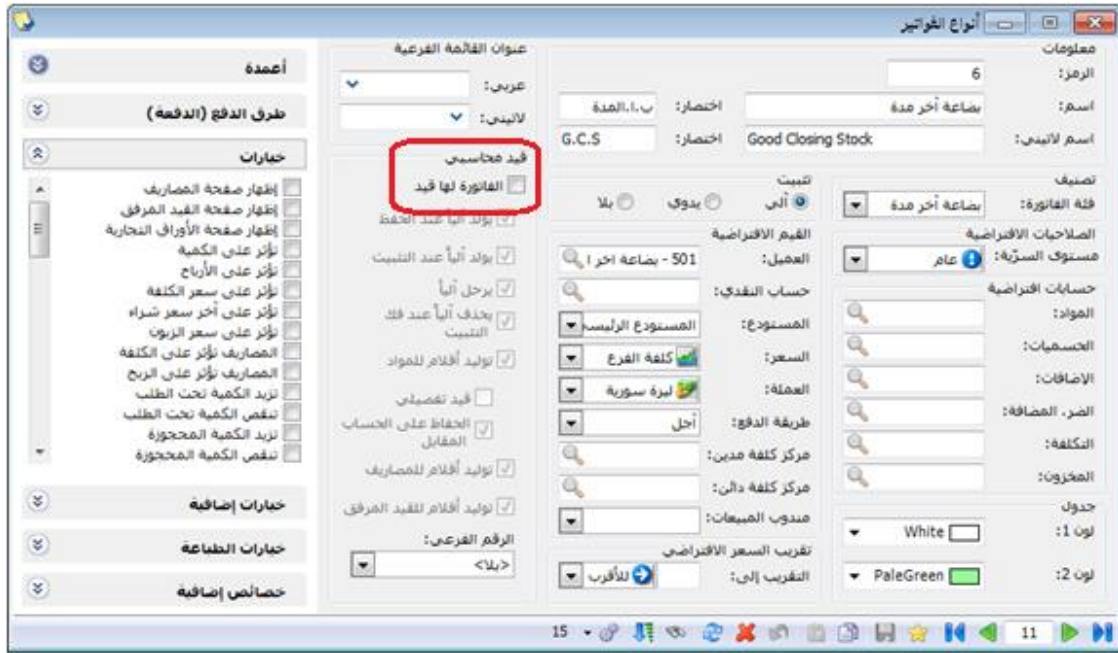 أنواع الفواتير
معلومات
الرمز: 6
اسم: بضاعة آخر مدة اختصار: ب.ا.المدة
اسم لاتيني: Good Closing Stock اختصار: G.C.S
تصنيف
فئة الفاتورة: بضاعة آخر مدة
الصلاحيات الافتراضية
مستوى السرّية: عام
حسابات افتراضية
المواد:
الحسميات:
الاضافات:
الضر. المضافة:
التكلفة:
المخزون:
جدول
لون 1: White
لون 2: PaleGreen
تثبيت
آلي يدوي بلا
القيم الافتراضية
العميل: 501 - بضاعة اخر ا
حساب النقدي:
المستودع: المستودع الرئيسي
السعر: كلفة الفرع
العملة: ليرة سورية
طريقة الدفع: آجل
مركز كلفة مدين:
مركز كلفة دائن:
مندوب المبيعات:
تقريب السعر الافتراضي
التقريب إلى: للأقرب
عنوان القائمة الفرعية
عربي:
لاتيني:
قيد محاسبي
الفاتورة لها قيد
يولد آلياً عند الحفظ
يولد آلياً عند التثبيت
يرحل آلياً
يحذف آلياً عند فك
التثبيت
توليد أقلام للمواد
قيد تفصيلي
الحفاظ على الحساب
المقابل
توليد أقلام للمصاريف
توليد أقلام للقيد المرفق
الرقم الفرعي:
<بلا>
أعمدة
طرق الدفع (الدفعة)
خيارات
إظهار صفحة المصاريف
إظهار صفحة القيد المرفق
إظهار صفحة الأوراق التجارية
تؤثر على الكمية
تؤثر على الأرباح
تؤثر على سعر الكلفة
تؤثر على آخر سعر شراء
تؤثر على سعر الزبون
المصاريف تؤثر على الكلفة
المصاريف تؤثر على الربح
تزيد الكمية تحت الطلب
تنقص الكمية تحت الطلب
تزيد الكمية المحجوزة
تنقص الكمية المحجوزة
خيارات إضافية
خيارات الطباعة
خصائص إضافية
11
15